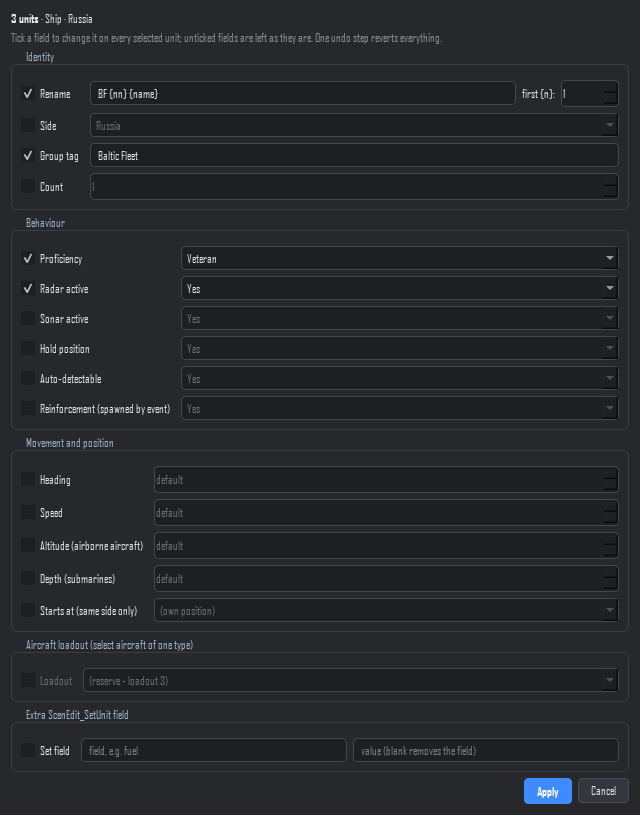 3 units · Ship · Russia
Tick a field to change it on every selected unit; unticked fields are left as they are. One undo step reverts everything.
Identity
Rename BF {nn} {name} first {n}: 1
Side Russia
Group tag Baltic Fleet
Count 1
Behaviour
Proficiency Veteran
Radar active Yes
Sonar active Yes
Hold position Yes
Auto-detectable Yes
Reinforcement (spawned by event) Yes
Movement and position
Heading default
Speed default
Altitude (airborne aircraft) default
Depth (submarines) default
Starts at (same side only) (own position)
Aircraft loadout (select aircraft of one type)
Loadout (reserve - loadout 3)
Extra ScenEdit_SetUnit field
Set field field, e.g. fuel value (blank removes the field)
Apply Cancel